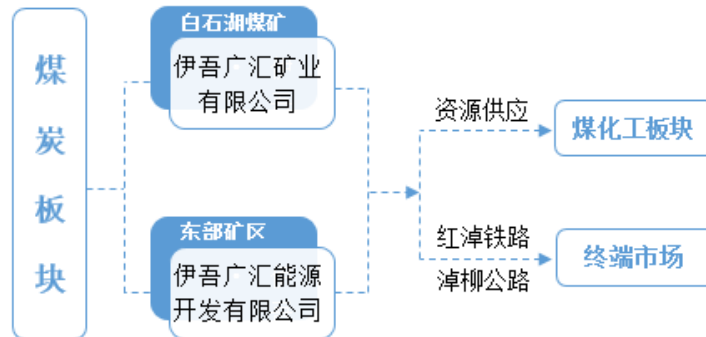 煤炭板块
白石湖煤矿
伊吾广汇矿业
有限公司
东部矿区
伊吾广汇能源
开发有限公司
资源供应
煤化工板块
红淖铁路
淖柳公路
终端市场